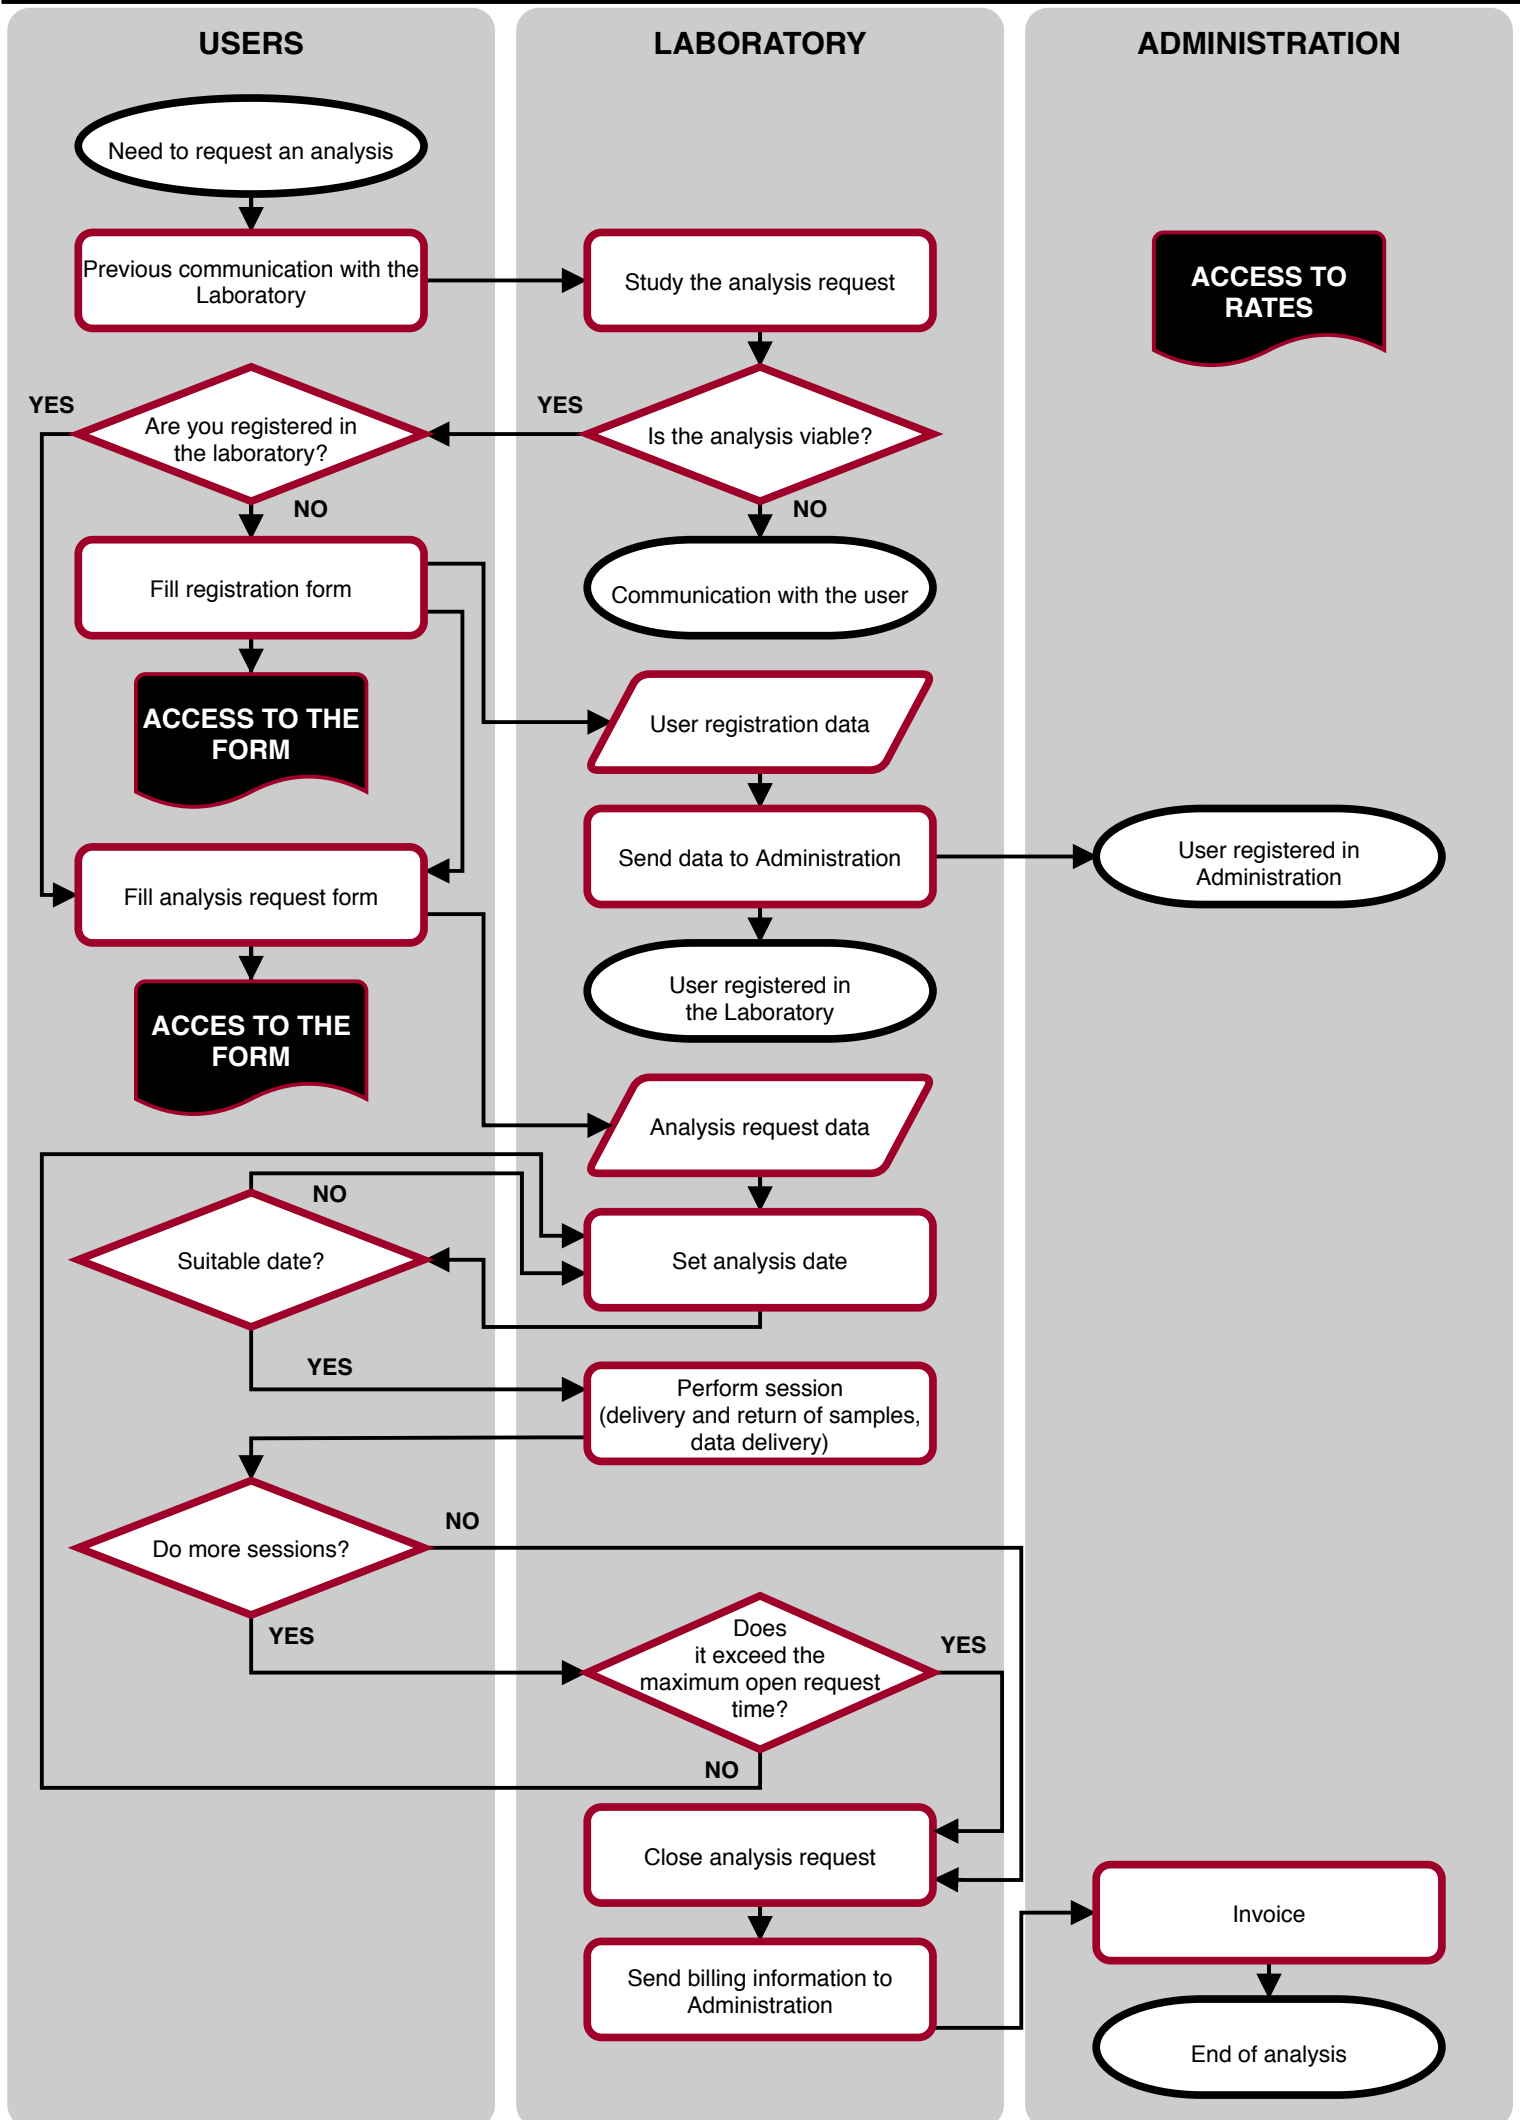 USERS
LABORATORY
ADMINISTRATION
Need to request an analysis
Previous communication with the
Laboratory
Study the analysis request
ACCESS TO
RATES
YES
Are you registered in
the laboratory?
YES
Is the analysis viable?
NO
NO
Fill registration form
Communication with the user
ACCESS TO THE
FORM
User registration data
Send data to Administration
User registered in
Administration
Fill analysis request form
User registered in
the Laboratory
ACCES TO THE
FORM
Analysis request data
NO
Suitable date?
Set analysis date
YES
Perform session
(delivery and return of samples,
data delivery)
NO
Do more sessions?
YES
Does
it exceed the
maximum open request
time?
YES
NO
Close analysis request
Invoice
Send billing information to
Administration
End of analysis